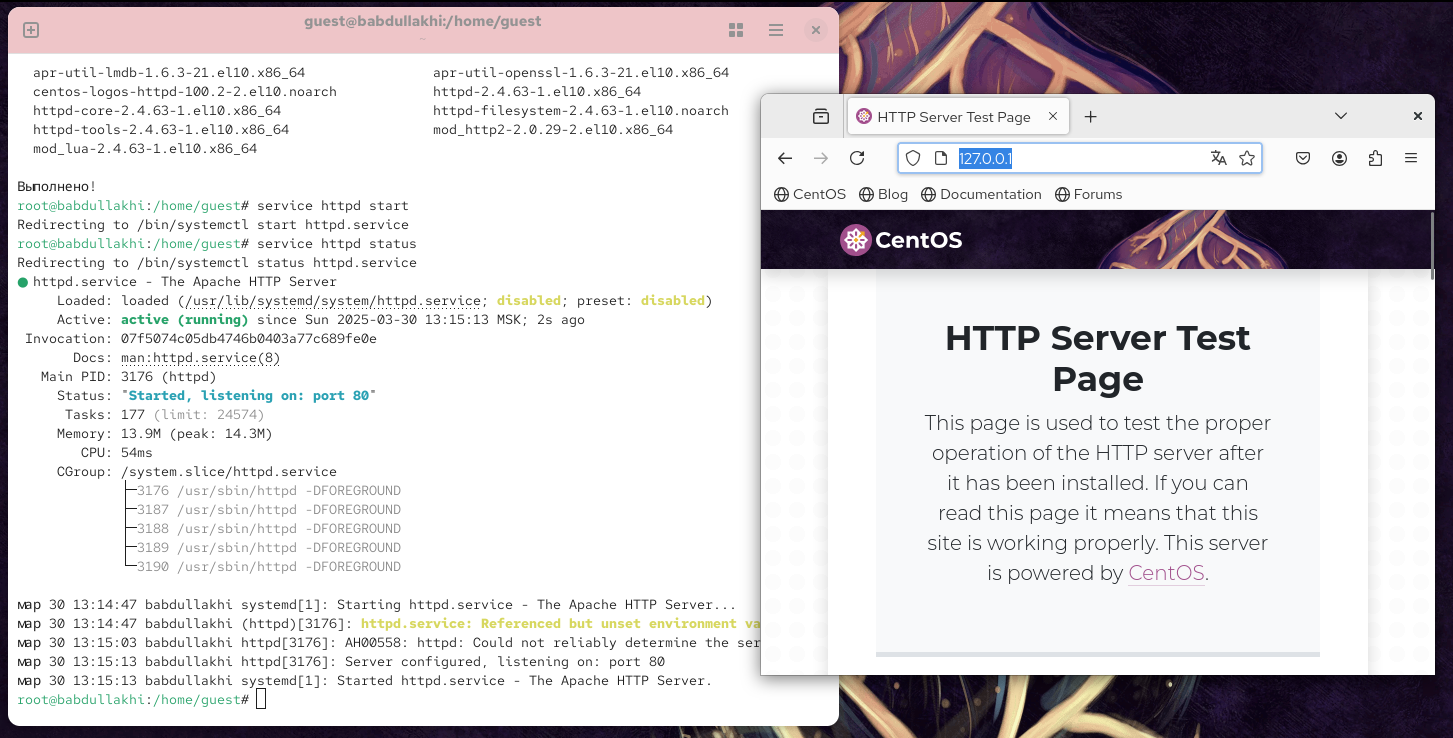 guest@babdullakhi:/home/guest
apr-util-lmdb-1.6.3-21.el10.x86_64 apr-util-openssl-1.6.3-21.el10.x86_64
centos-logos-httpd-100.2-2.el10.noarch httpd-2.4.63-1.el10.x86_64
httpd-core-2.4.63-1.el10.x86_64 httpd-filesystem-2.4.63-1.el10.noarch
httpd-tools-2.4.63-1.el10.x86_64 mod_http2-2.0.29-2.el10.x86_64
mod_lua-2.4.63-1.el10.x86_64
Выполнено!
root@babdullakhi:/home/guest# service httpd start
Redirecting to /bin/systemctl start httpd.service
root@babdullakhi:/home/guest# service httpd status
Redirecting to /bin/systemctl status httpd.service
● httpd.service - The Apache HTTP Server
Loaded: loaded (/usr/lib/systemd/system/httpd.service; disabled; preset: disabled)
Active: active (running) since Sun 2025-03-30 13:15:13 MSK; 2s ago
Invocation: 07f5074c05db4746b0403a77c689fe0e
Docs: man:httpd.service(8)
Main PID: 3176 (httpd)
Status: "Started, listening on: port 80"
Tasks: 177 (limit: 24574)
Memory: 13.9M (peak: 14.3M)
CPU: 54ms
CGroup: /system.slice/httpd.service
├─3176 /usr/sbin/httpd -DFOREGROUND
├─3187 /usr/sbin/httpd -DFOREGROUND
├─3188 /usr/sbin/httpd -DFOREGROUND
├─3189 /usr/sbin/httpd -DFOREGROUND
└─3190 /usr/sbin/httpd -DFOREGROUND
мар 30 13:14:47 babdullakhi systemd[1]: Starting httpd.service - The Apache HTTP Server...
мар 30 13:14:47 babdullakhi (httpd)[3176]: httpd.service: Referenced but unset environment va
мар 30 13:15:03 babdullakhi httpd[3176]: AH00558: httpd: Could not reliably determine the ser
мар 30 13:15:13 babdullakhi httpd[3176]: Server configured, listening on: port 80
мар 30 13:15:13 babdullakhi systemd[1]: Started httpd.service - The Apache HTTP Server.
root@babdullakhi:/home/guest#
HTTP Server Test Page
127.0.0.1
CentOS Blog Documentation Forums
CentOS
HTTP Server Test
Page
This page is used to test the proper
operation of the HTTP server after
it has been installed. If you can
read this page it means that this
site is working properly. This server
is powered by CentOS.